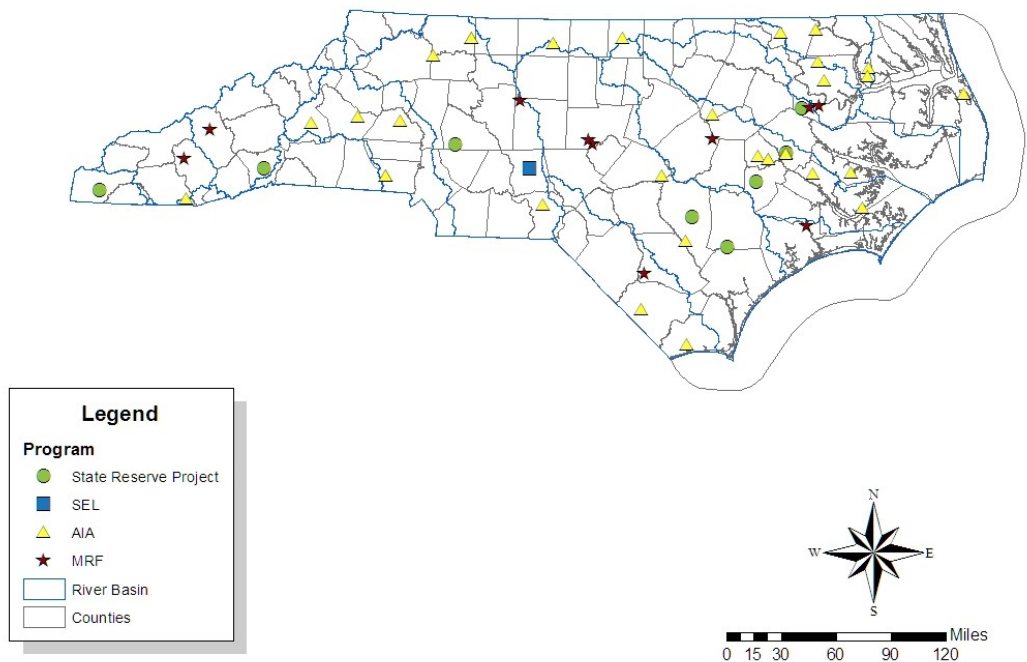 Legend
Program
State Reserve Project
SEL
AIA
MRF
River Basin
Counties
N
W E
S
Miles
0 15 30 60 90 120